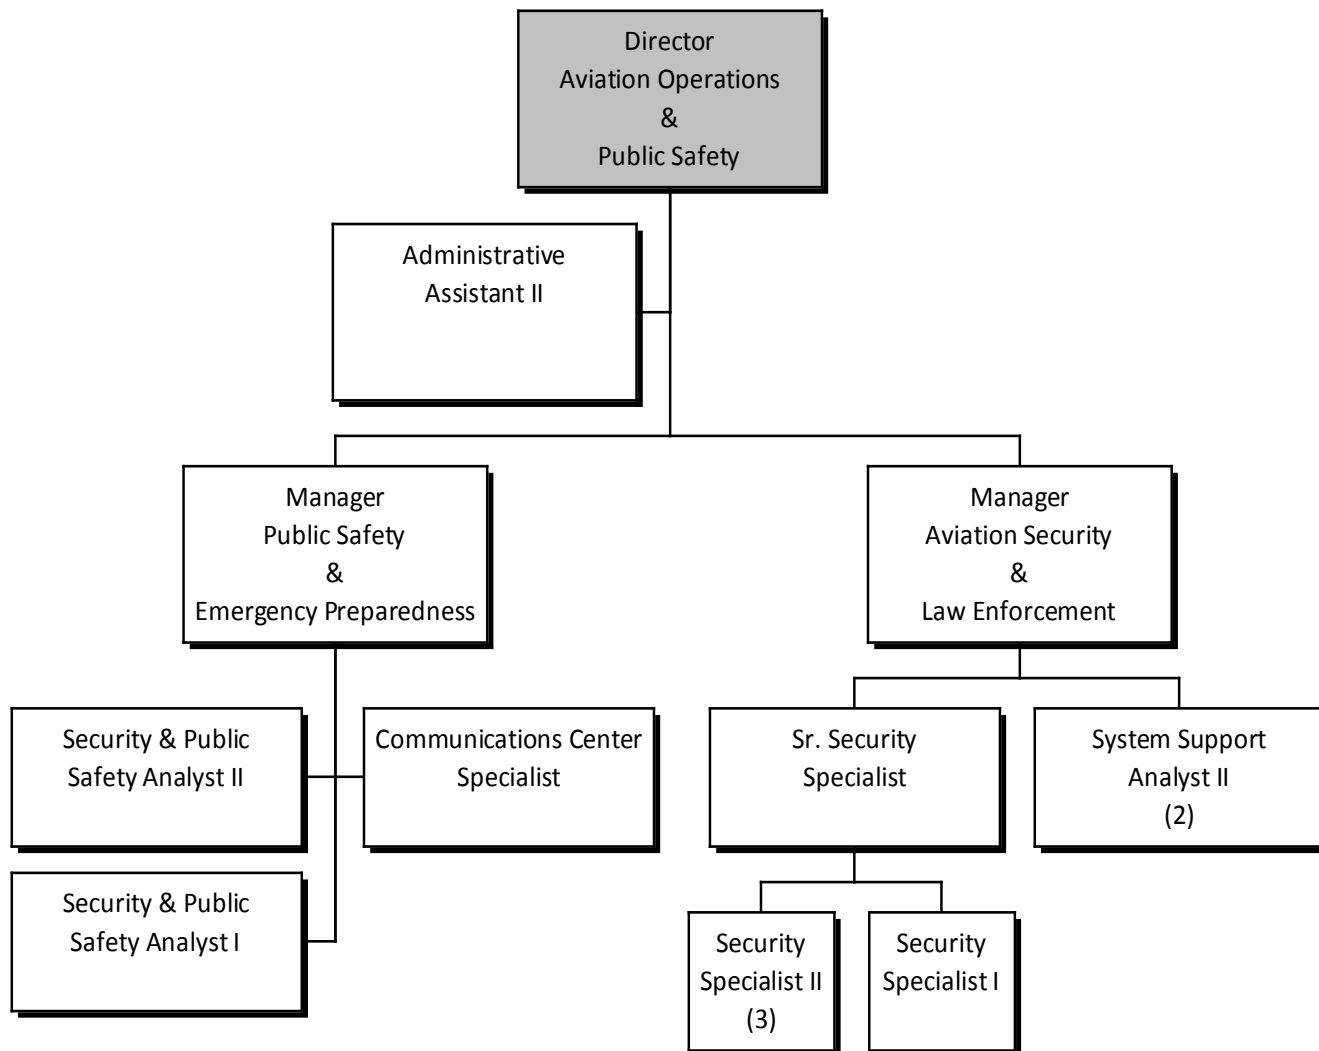 Director
Aviation Operations
&
Public Safety
Administrative
Assistant II
Manager
Public Safety
&
Emergency Preparedness
Manager
Aviation Security
&
Law Enforcement
Security & Public
Safety Analyst II
Communications Center
Specialist
Sr. Security
Specialist
System Support
Analyst II
(2)
Security & Public
Safety Analyst I
Security
Specialist II
(3)
Security
Specialist I